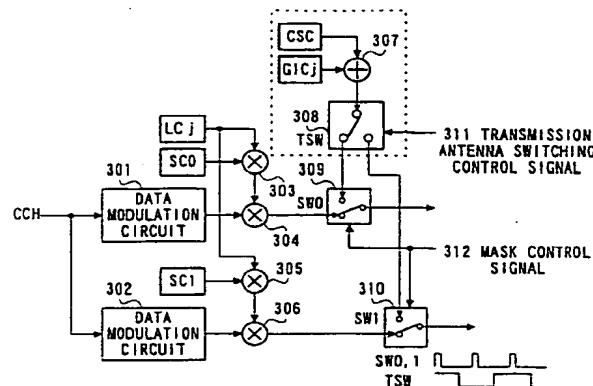 CSC
307
GICj
LCj
308
TSW
311 TRANSMISSION
ANTENNA SWITCHING
CONTROL SIGNAL
SC0
301
303
309
SW0
CCH
DATA
MODULATION
CIRCUIT
304
312 MASK CONTROL
SIGNAL
SC1
305
302
310
DATA
MODULATION
CIRCUIT
306
SW1
SW0, 1
TSW